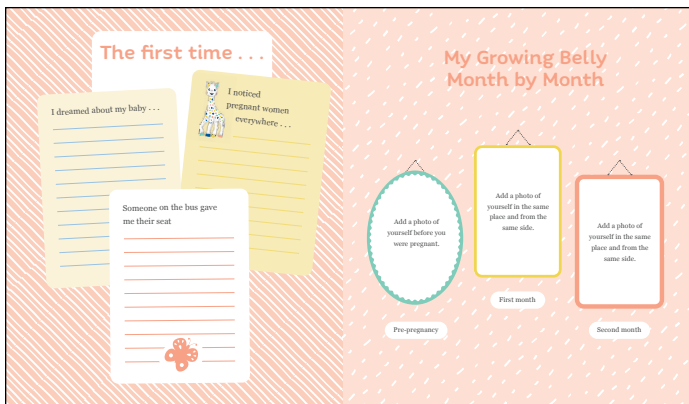 The first time . . .
I dreamed about my baby . . .
I noticed
pregnant women
everywhere . . .
Someone on the bus gave
me their seat
My Growing Belly
Month by Month
Add a photo of
yourself before you
were pregnant.
Pre-pregnancy
Add a photo of
yourself in the same
place and from the
same side.
First month
Add a photo of
yourself in the same
place and from the
same side.
Second month